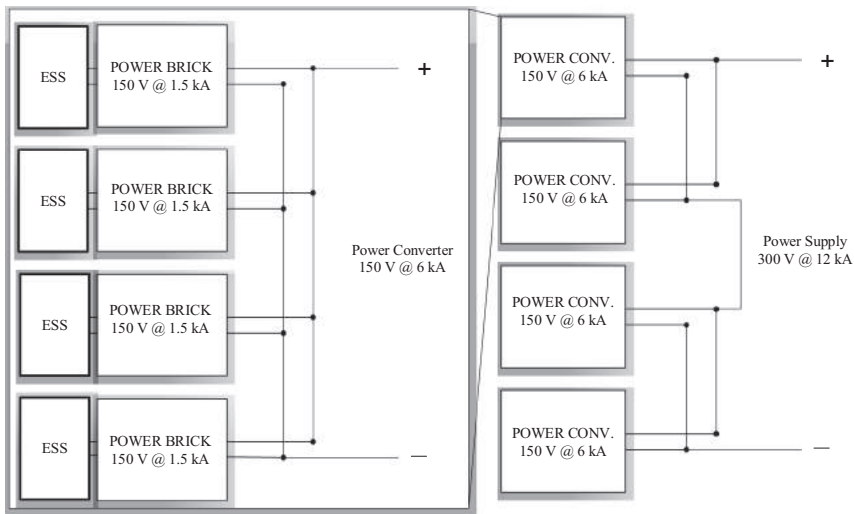 ESS
POWER BRICK
150 V @ 1.5 kA
+
ESS
POWER BRICK
150 V @ 1.5 kA
Power Converter
150 V @ 6 kA
ESS
POWER BRICK
150 V @ 1.5 kA
ESS
POWER BRICK
150 V @ 1.5 kA
—
POWER CONV.
150 V @ 6 kA
+
POWER CONV.
150 V @ 6 kA
Power Supply
300 V @ 12 kA
POWER CONV.
150 V @ 6 kA
POWER CONV.
150 V @ 6 kA
—